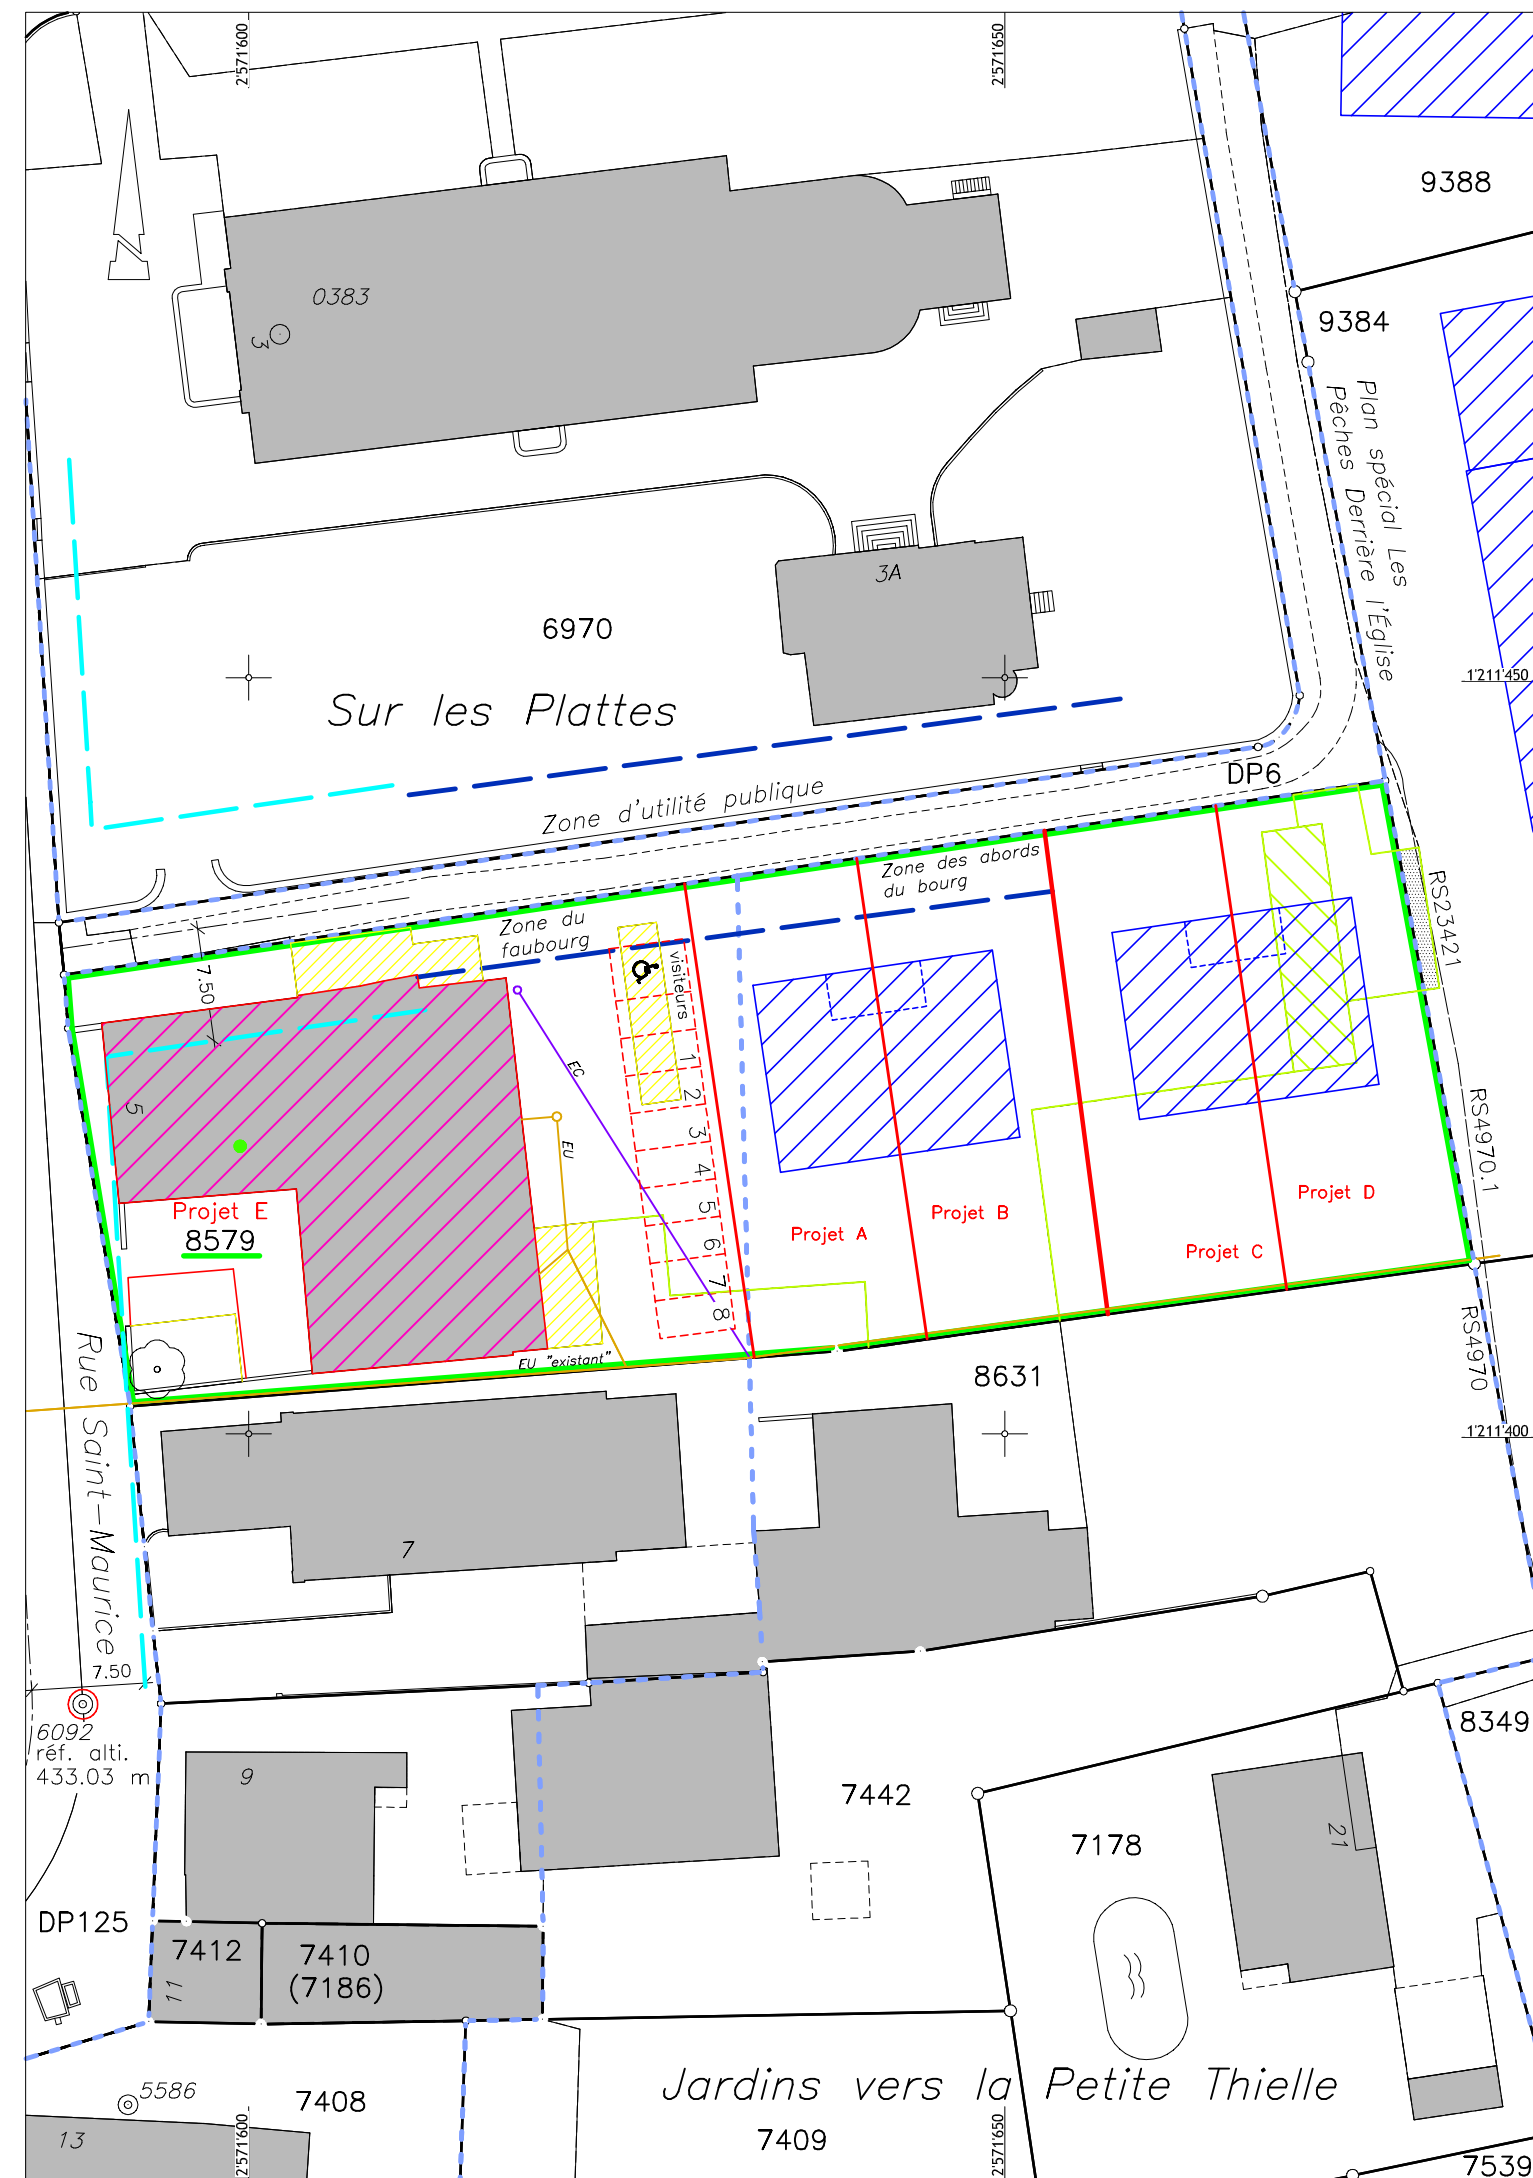 2'571'600
2'571'650
9388
0383
3
9384
Plan spécial Les
Pêches Derrière l'Église
3A
6970
1'211'450
Sur les Plattes
DP6
Zone d'utilité publique
Zone des abords
du bourg
Zone du
faubourg
RS23421
visiteurs
7.50
EC
1
2
3
4
5
6
7
8
5
EU
RS4970.1
Projet E
8579
Projet A
Projet B
Projet C
Projet D
RS4970
EU "existant"
8631
Rue Saint-Maurice
1'211'400
7
7.50
6092
réf. alti.
433.03 m
9
8349
7442
7178
21
DP125
7412
7410
(7186)
11
Jardins vers la Petite Thielle
5586
7408
7409
13
2'571'600
2'571'650
7539